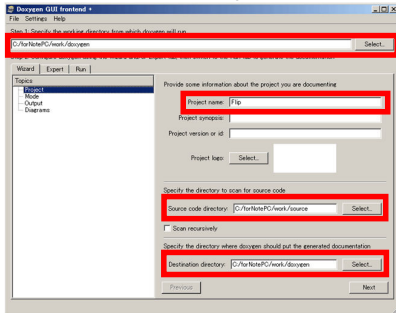 Doxygen GUI frontend +
File Settings Help
Step 1: Specify the working directory from which doxygen will run
C:/forNotePC/work/doxygen Select...
Wizard Expert Run
Topics
Project
Mode
Output
Diagrams
Provide some information about the project you are documenting
Project name: Flip
Project synopsis:
Project version or id:
Project logo: Select...
Specify the directory to scan for source code
Source code directory: C:/forNotePC/work/source Select...
Scan recursively
Specify the directory where doxygen should put the generated documentation
Destination directory: C:/forNotePC/work/doxygen Select...
Previous Next